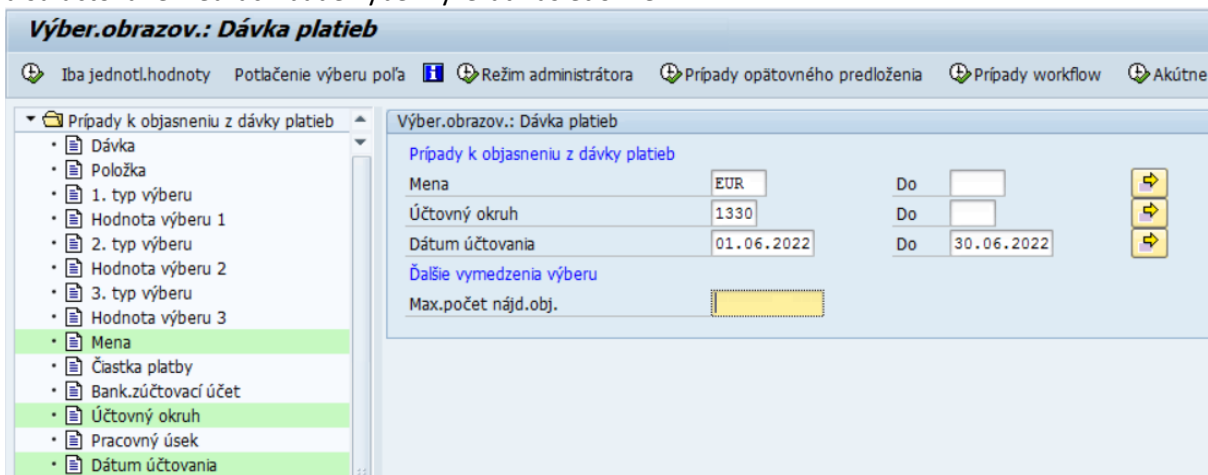 Výber.obrazov.: Dávka platieb
Iba jednotl.hodnoty Potlačenie výberu poľa Režim administrátora Prípady opätovného predloženia Prípady workflow Akútne
Prípady k objasneniu z dávky platieb
Dávka
Položka
1. typ výberu
Hodnota výberu 1
2. typ výberu
Hodnota výberu 2
3. typ výberu
Hodnota výberu 3
Mena
Čiastka platby
Bank.zúčtovací účet
Účtovný okruh
Pracovný úsek
Dátum účtovania
Výber.obrazov.: Dávka platieb
Prípady k objasneniu z dávky platieb
Mena EUR Do
Účtovný okruh 1330 Do
Dátum účtovania 01.06.2022 Do 30.06.2022
Ďalšie vymedzenia výberu
Max.počet nájd.obj.